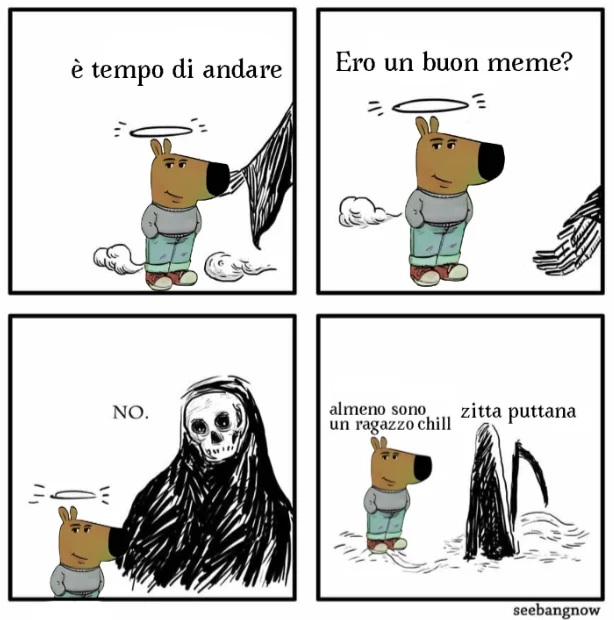 è tempo di andare
Ero un buon meme?
NO.
almeno sono
un ragazzo chill
zitta puttana
seebangnow